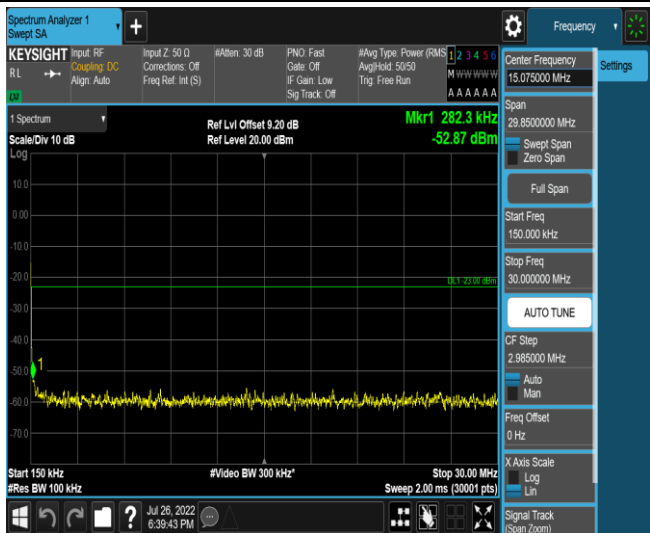 Spectrum Analyzer 1
Swept SA
Frequency
KEYSIGHT
RL
Input: RF
Coupling: DC
Align: Auto
Input Z: 50 Ω
Corrections: Off
Freq Ref: Int (S)
#Atten: 30 dB
PNO: Fast
Gate: Off
IF Gain: Low
Sig Track: Off
#Avg Type: Power (RMS
Avg|Hold: 50/50
Trig: Free Run
1 2 3 4 5 6
M W W W W W
A A A A A A
LXI
1 Spectrum
Scale/Div 10 dB
Log
Ref Lvl Offset 9.20 dB
Ref Level 20.00 dBm
Mkr1 282.3 kHz
-52.87 dBm
10.0
0.00
-10.0
-20.0
-30.0
-40.0
-50.0
-60.0
-70.0
DL1 -23.00 dBm
1
Start 150 kHz
#Res BW 100 kHz
#Video BW 300 kHz*
Stop 30.00 MHz
Sweep 2.00 ms (30001 pts)
Settings
Center Frequency
15.075000 MHz
Span
29.8500000 MHz
Swept Span
Zero Span
Full Span
Start Freq
150.000 kHz
Stop Freq
30.000000 MHz
AUTO TUNE
CF Step
2.985000 MHz
Auto
Man
Freq Offset
0 Hz
X Axis Scale
Log
Lin
Signal Track
(Span Zoom)
?
Jul 26, 2022
6:39:43 PM